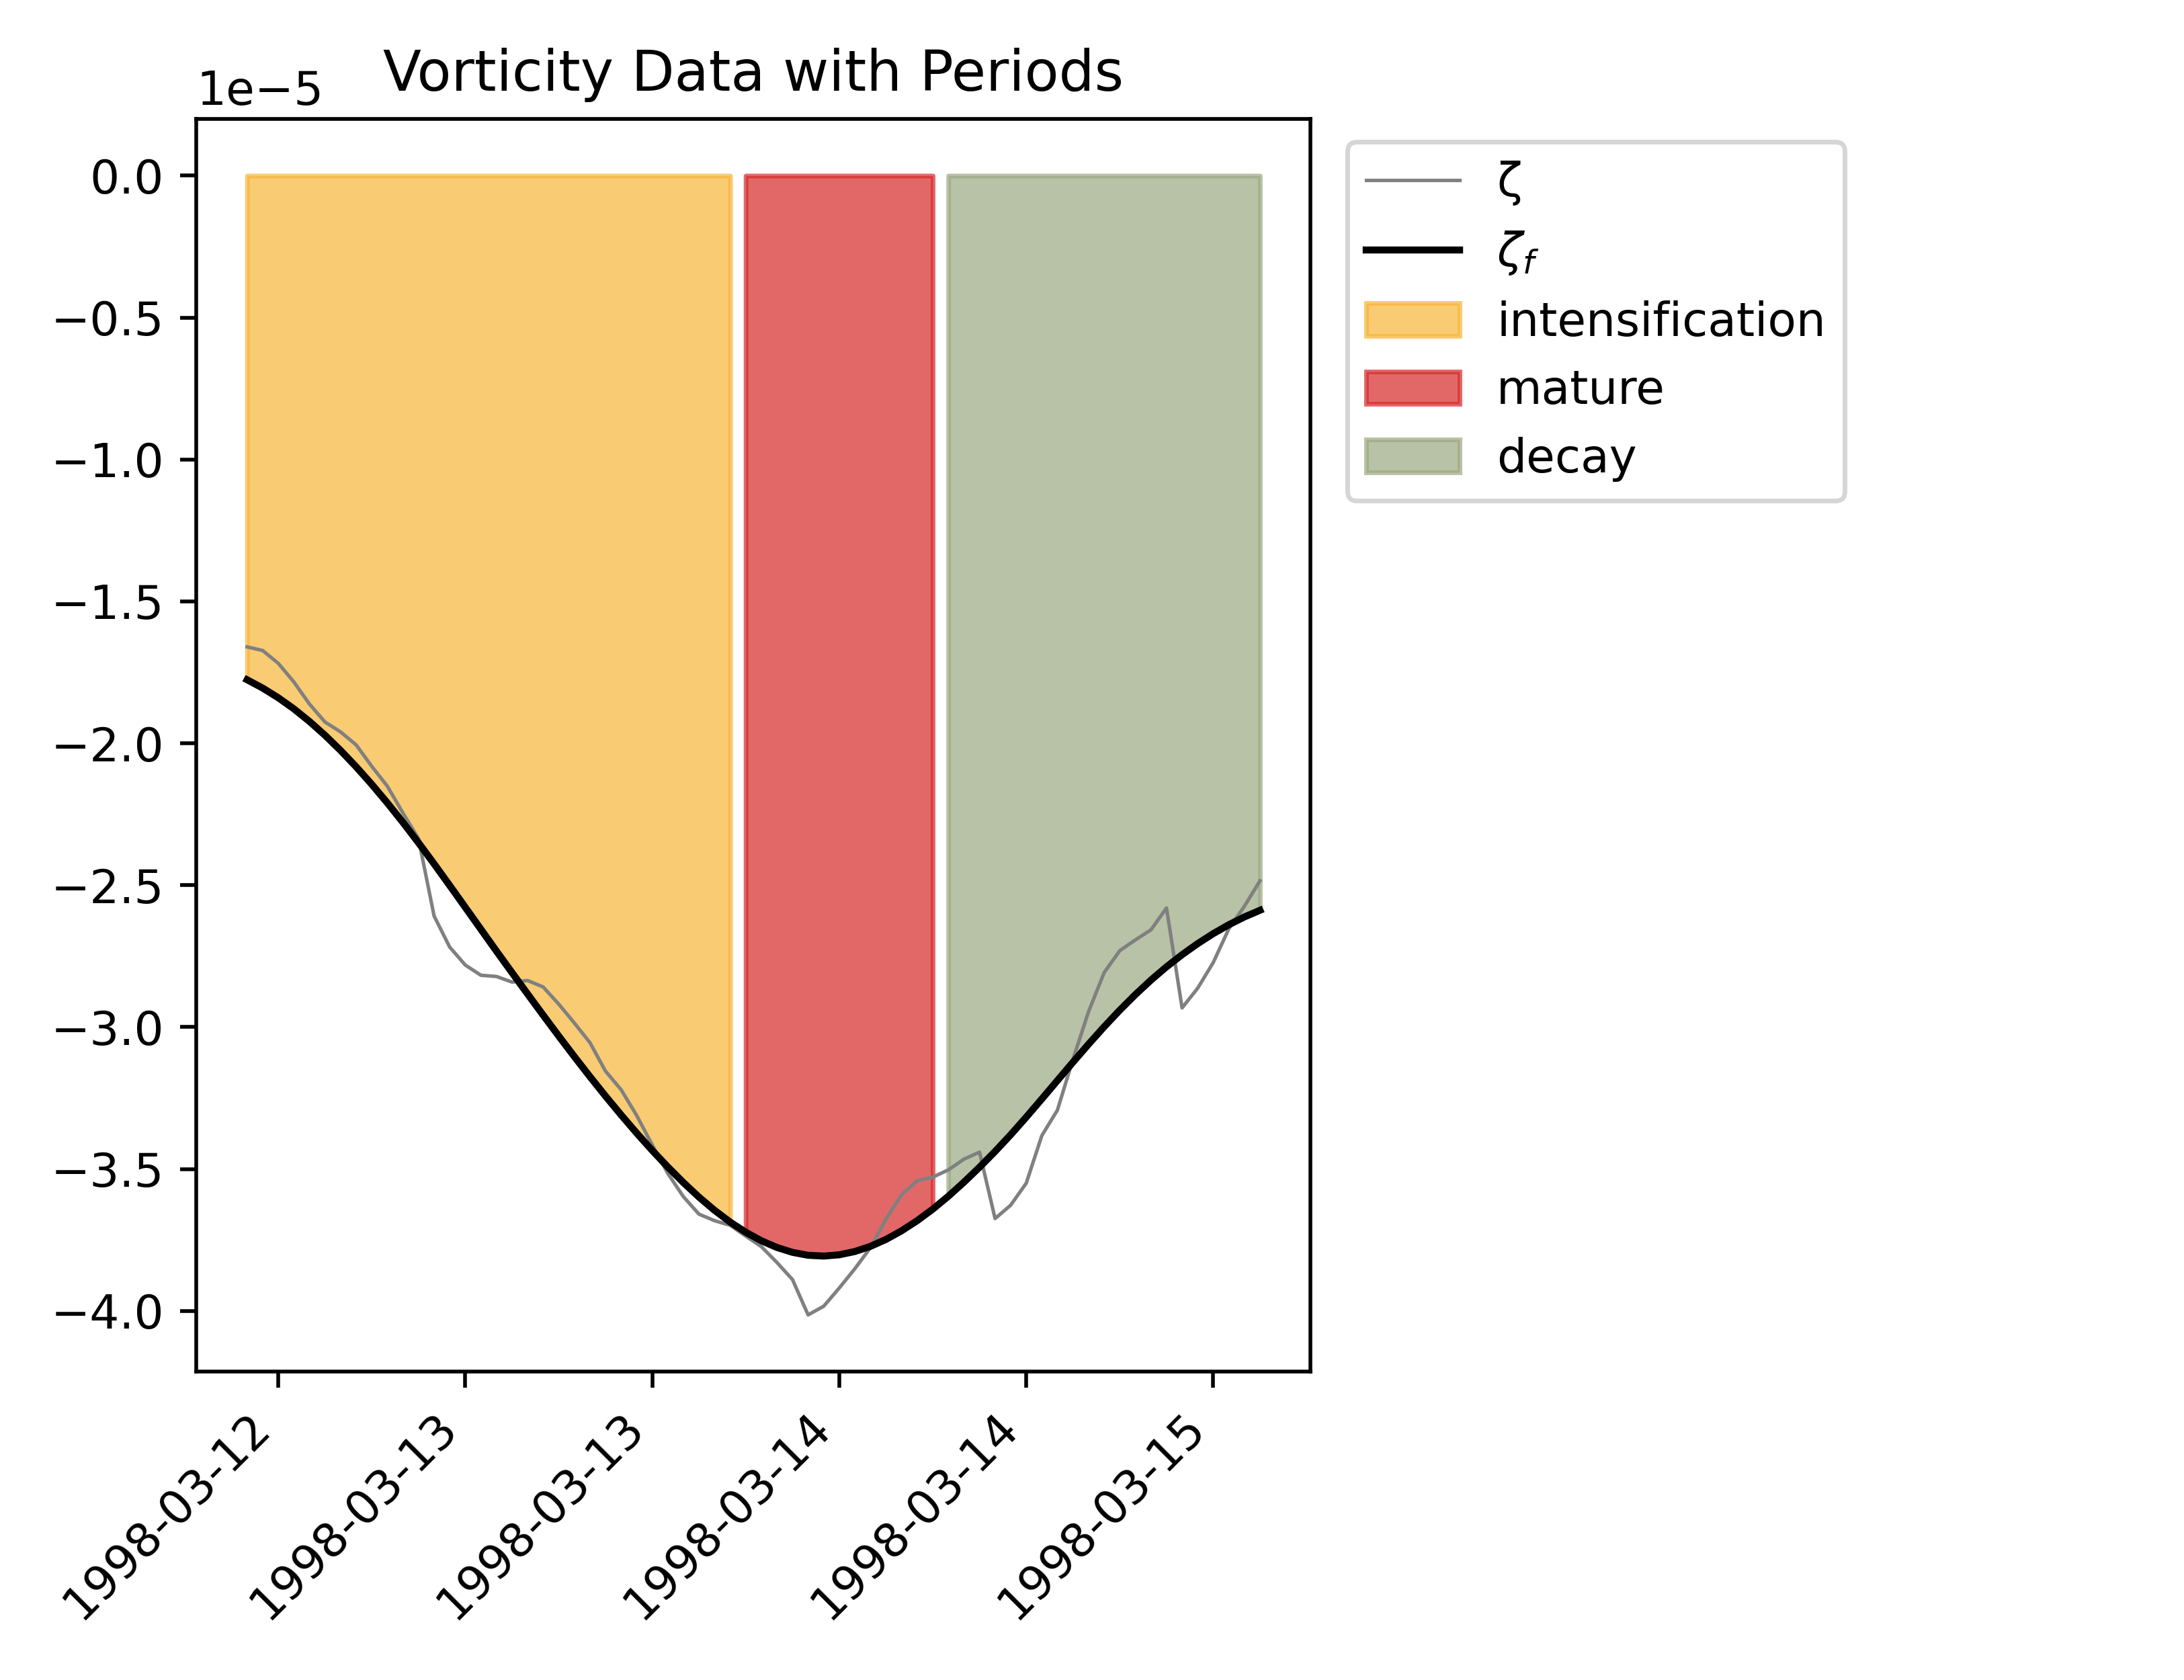 Vorticity Data with Periods
1e−5
0.0
−0.5
−1.0
−1.5
−2.0
−2.5
−3.0
−3.5
−4.0
1998-03-12
1998-03-13
1998-03-13
1998-03-14
1998-03-14
1998-03-15
ζ
ζf
intensification
mature
decay